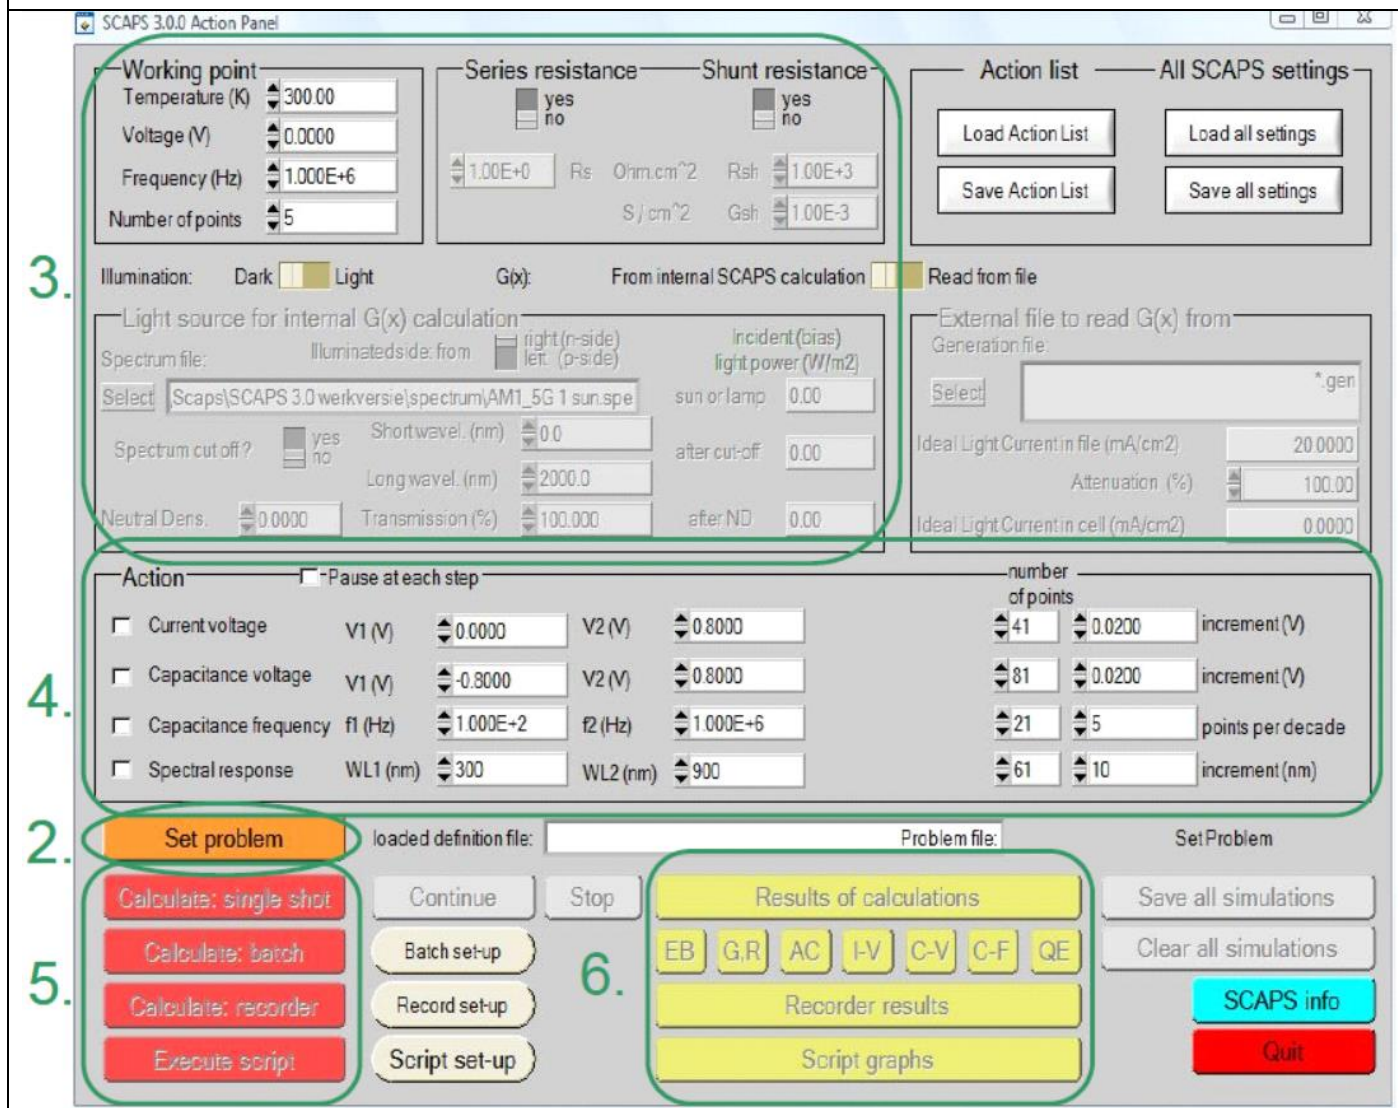 SCAPS 3.0.0 Action Panel
Working point
Series resistance
Shunt resistance
Action list
All SCAPS settings
Temperature (K) 300.00
yes
no
yes
no
Voltage (V) 0.0000
Load Action List
Load all settings
Frequency (Hz) 1.000E+6
1.00E+0 Rs Ohm.cm^2 Rsh 1.00E+3
Save Action List
Save all settings
Number of points 5
S / cm^2 Gsh 1.00E-3
3.
Illumination: Dark Light G(x): From internal SCAPS calculation Read from file
Light source for internal G(x) calculation
External file to read G(x) from
Spectrum file:
Illuminated side: from
right (n-side)
left (p-side)
Incident (bias)
light power (W/m2)
Generation file:
Select Scaps\SCAPS 3.0 werkversie\spectrum\AM1_5G 1 sun.spe
sun or lamp 0.00
Select
*.gen
Spectrum cut off ?
yes
no
Short wavel. (nm) 0.0
after cut-off 0.00
Ideal Light Current in file (mA/cm2) 20.0000
Long wavel. (nm) 2000.0
Attenuation (%) 100.00
Neutral Dens. 0.0000 Transmission (%) 100.000 after ND 0.00
Ideal Light Current in cell (mA/cm2) 0.0000
Action
Pause at each step
number
of points
Current voltage V1 (V) 0.0000 V2 (V) 0.8000 41 0.0200 increment (V)
4.
Capacitance voltage V1 (V) -0.8000 V2 (V) 0.8000 81 0.0200 increment (V)
Capacitance frequency f1 (Hz) 1.000E+2 f2 (Hz) 1.000E+6 21 5 points per decade
Spectral response WL1 (nm) 300 WL2 (nm) 900 61 10 increment (nm)
2.
Set problem
loaded definition file:
Problem file:
Set Problem
5.
Calculate: single shot
Continue
Stop
Results of calculations
Save all simulations
Calculate: batch
Batch set-up
6.
EB G,R AC I-V C-V C-F QE
Clear all simulations
Calculate: recorder
Record set-up
Recorder results
SCAPS info
Execute script
Script set-up
Script graphs
Quit